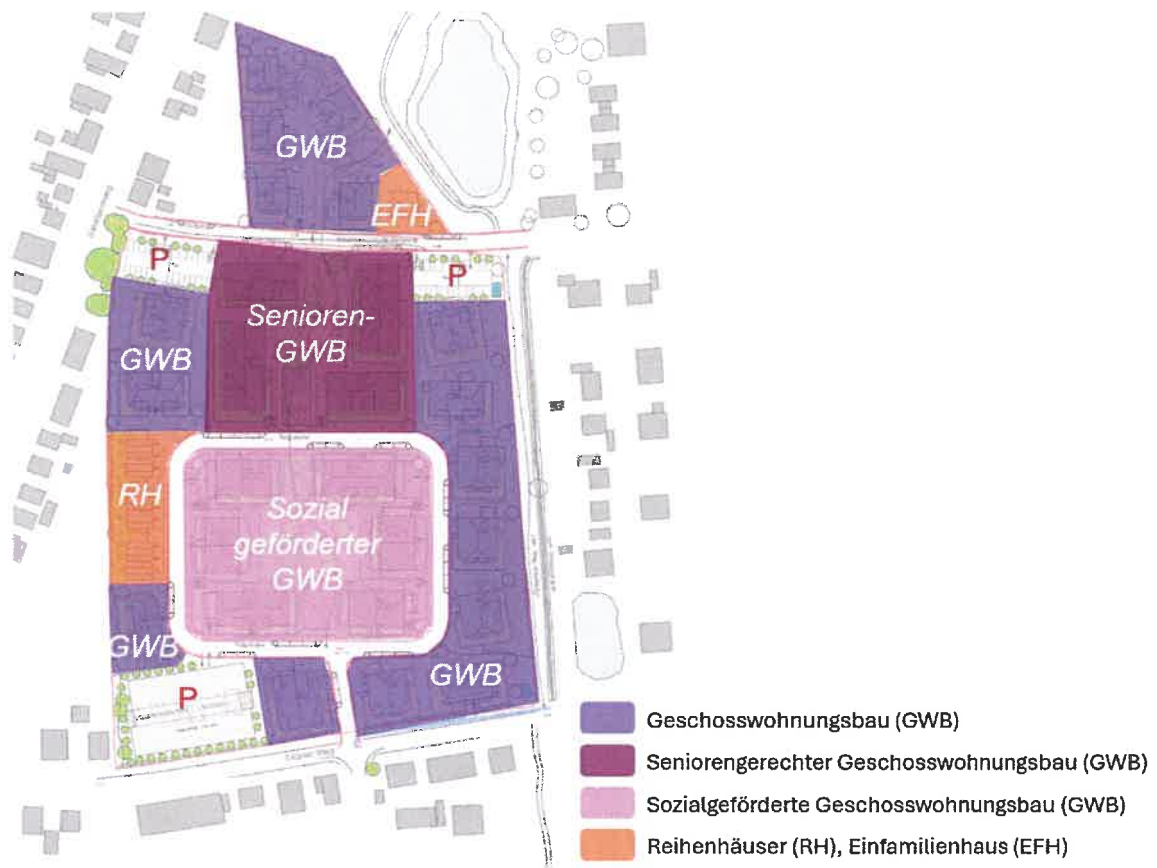 GWB
EFH
P
P
Senioren-
GWB
GWB
RH
Sozial
geförderter
GWB
GWB
P
GWB
Geschosswohnungsbau (GWB)
Seniorengerechter Geschosswohnungsbau (GWB)
Sozialgeförderte Geschosswohnungsbau (GWB)
Reihenhäuser (RH), Einfamilienhaus (EFH)